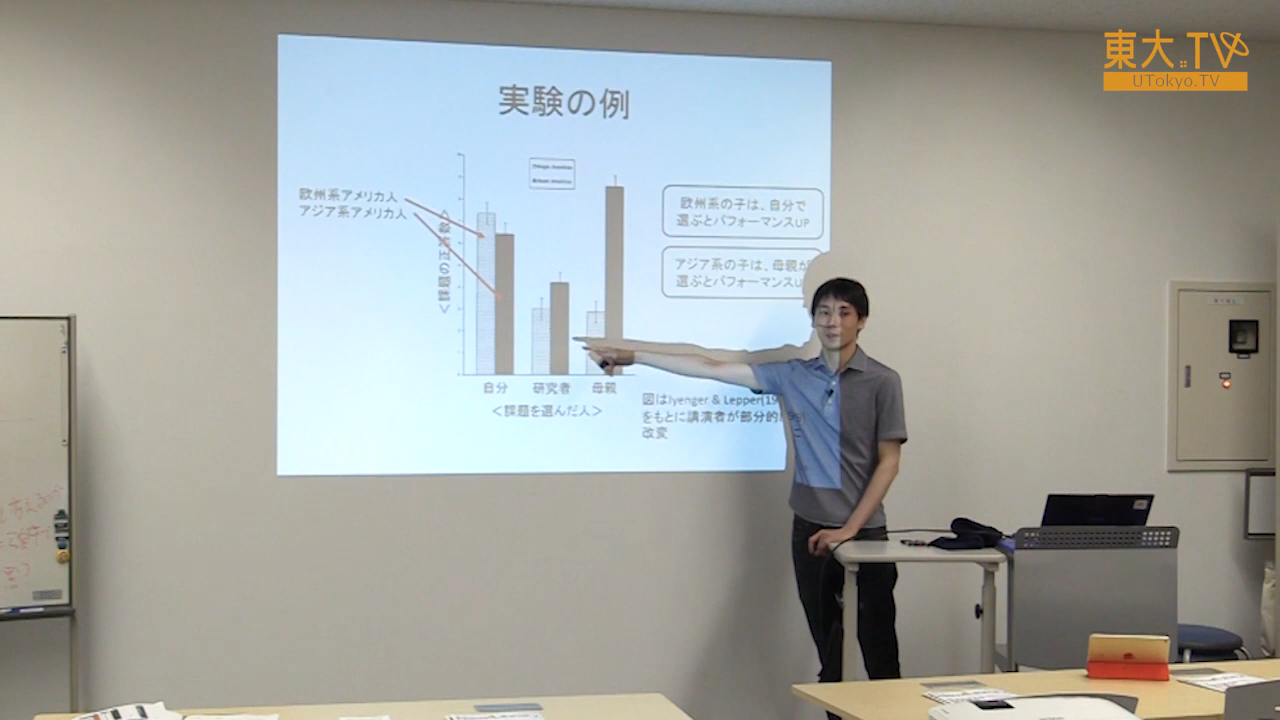 東大.TV
UTokyo.TV
実験の例
欧州系アメリカ人
アジア系アメリカ人
欧州系の子は、自分で
選ぶとパフォーマンスUP
アジア系の子は、母親が
選ぶとパフォーマンスU
<課題の正
自分 研究者 母親
<課題を選んだ人>
図はIyenger & Lepper(19
をもとに講演者が部分的
改変